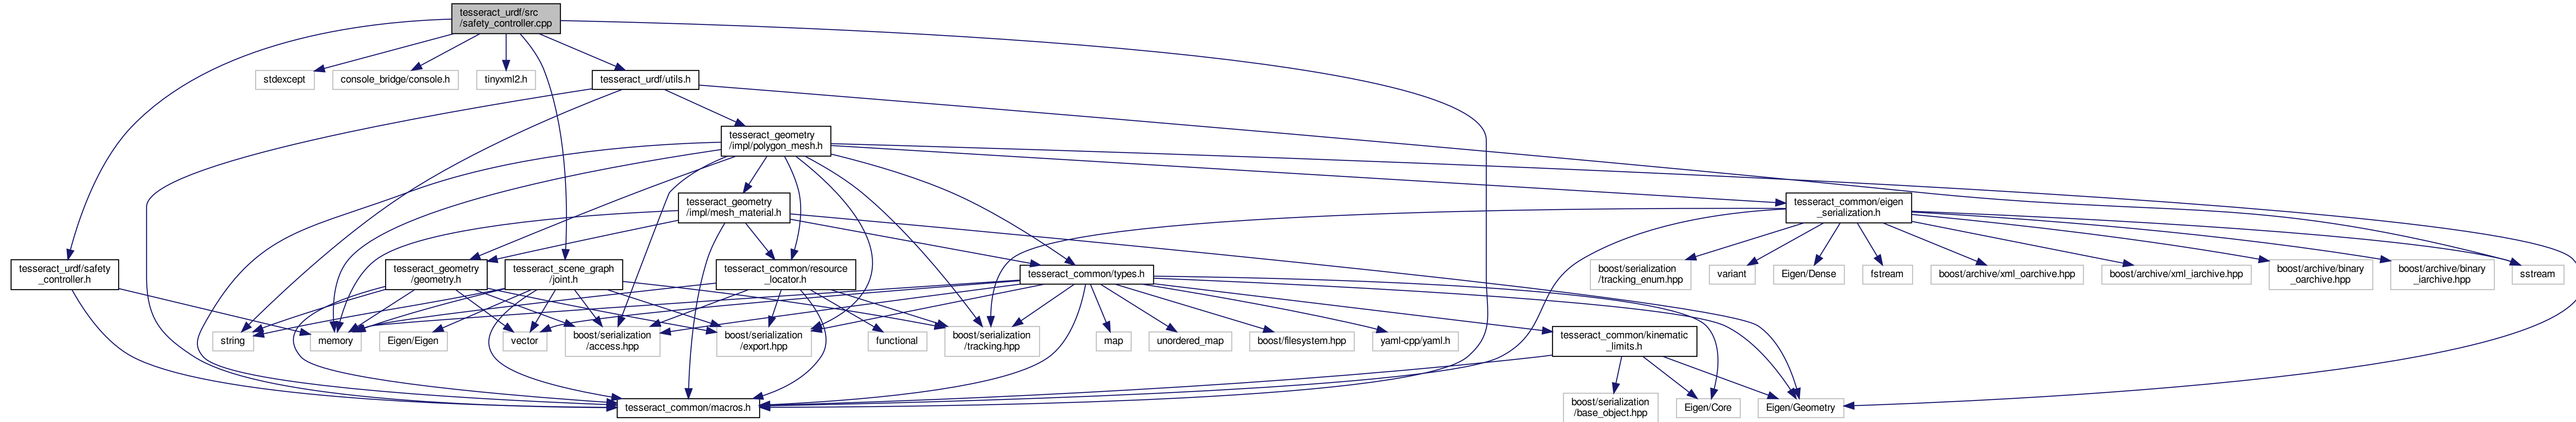 tesseract_urdf/src
/safety_controller.cpp
stdexcept
console_bridge/console.h
tinyxml2.h
tesseract_urdf/utils.h
tesseract_geometry
/impl/polygon_mesh.h
tesseract_geometry
/impl/mesh_material.h
tesseract_common/eigen
_serialization.h
tesseract_urdf/safety
_controller.h
tesseract_geometry
/geometry.h
tesseract_scene_graph
/joint.h
tesseract_common/resource
_locator.h
tesseract_common/types.h
boost/serialization
/tracking_enum.hpp
variant
Eigen/Dense
fstream
boost/archive/xml_oarchive.hpp
boost/archive/xml_iarchive.hpp
boost/archive/binary
_oarchive.hpp
boost/archive/binary
_iarchive.hpp
sstream
string
memory
Eigen/Eigen
vector
boost/serialization
/access.hpp
boost/serialization
/export.hpp
functional
boost/serialization
/tracking.hpp
map
unordered_map
boost/filesystem.hpp
yaml-cpp/yaml.h
tesseract_common/kinematic
_limits.h
tesseract_common/macros.h
boost/serialization
/base_object.hpp
Eigen/Core
Eigen/Geometry